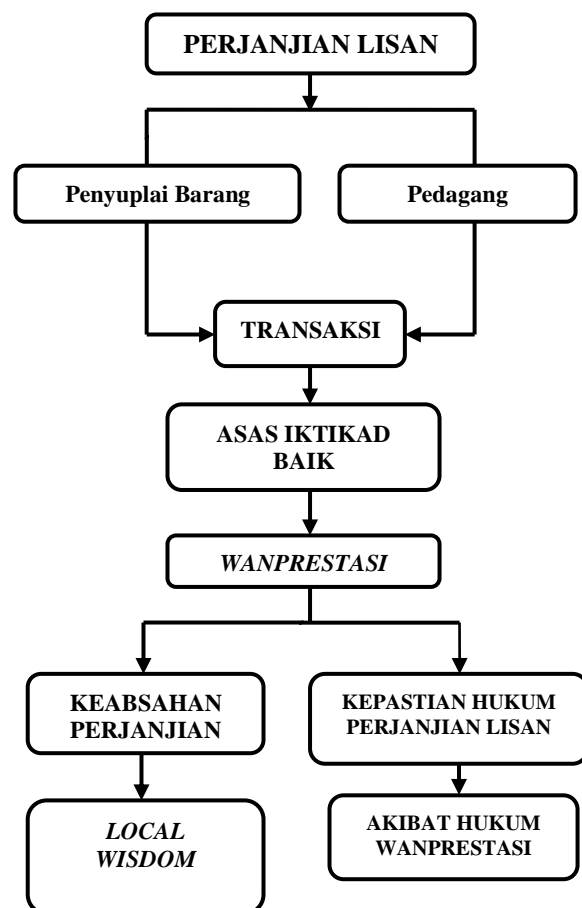 PERJANJIAN LISAN
Penyuplai Barang
Pedagang
TRANSAKSI
ASAS IKTIKAD
BAIK
WANPRESTASI
KEABSAHAN
PERJANJIAN
KEPASTIAN HUKUM
PERJANJIAN LISAN
LOCAL
WISDOM
AKIBAT HUKUM
WANPRESTASI